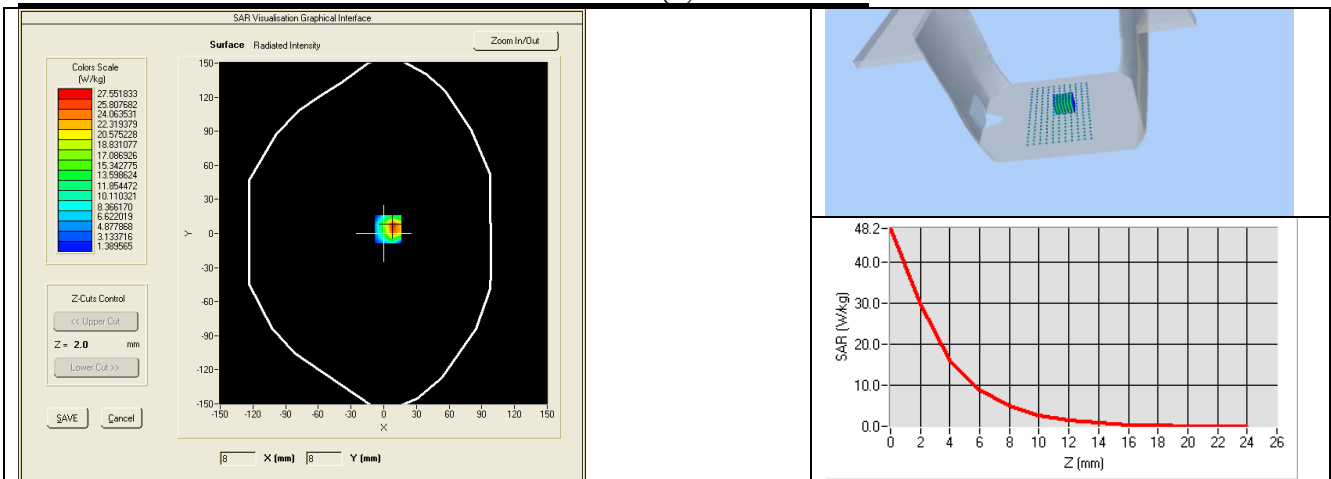 SAR Visualisation Graphical Interface
Surface Radiated Intensity
Zoom In/Out
Colors Scale
(W/kg)
27.551833
25.807682
24.063531
22.319379
20.575228
18.831077
17.086926
15.342775
13.598624
11.854472
10.110321
8.366170
6.622019
4.877868
3.133716
1.389565
Z-Cuts Control
<< Upper Cut
Z = 2.0 mm
Lower Cut >>
SAVE Cancel
150-
120-
90-
60-
30-
0-
-30-
-60-
-90-
-120-
-150-
Y
-150 -120 -90 -60 -30 0 30 60 90 120 150
X
8 X (mm) 8 Y (mm)
48.2-
40.0-
30.0-
20.0-
10.0-
0.0-
SAR (W/kg)
0 2 4 6 8 10 12 14 16 18 20 22 24 26
Z (mm)